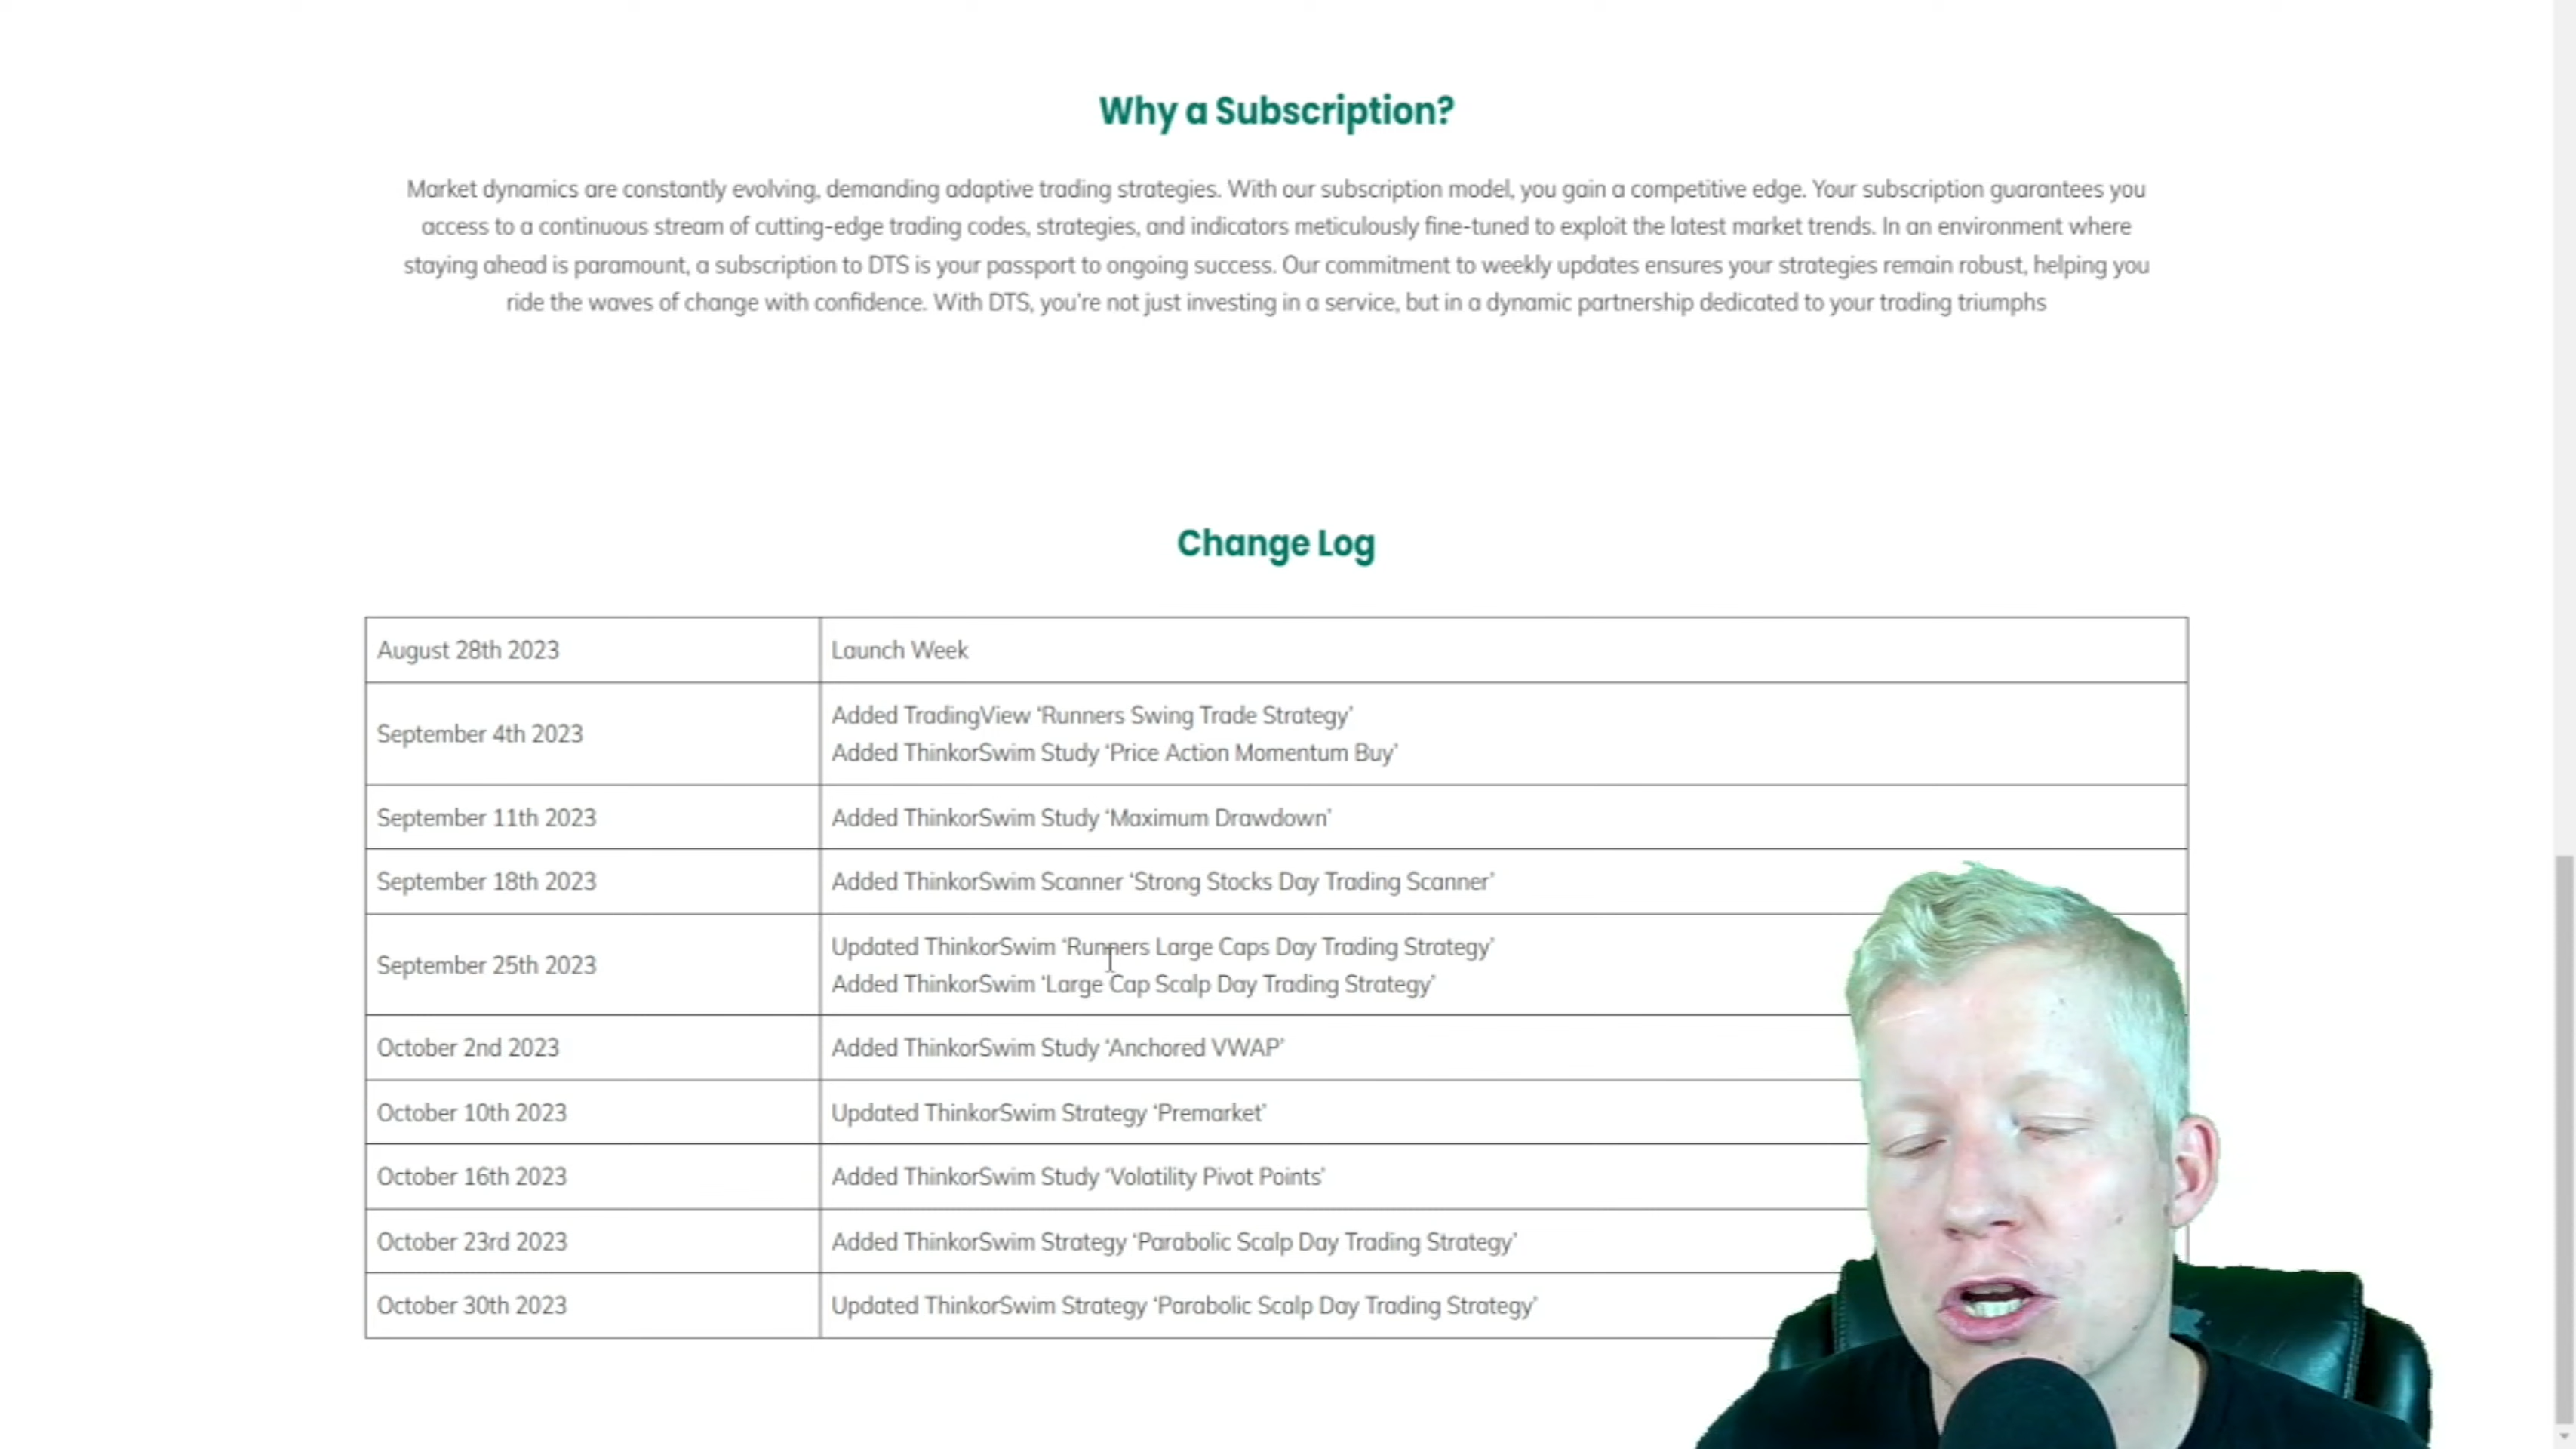 Why a Subscription?
Market dynamics are constantly evolving, demanding adaptive trading strategies. With our subscription model, you gain a competitive edge. Your subscription guarantees you
access to a continuous stream of cutting-edge trading codes, strategies, and indicators meticulously fine-tuned to exploit the latest market trends. In an environment where
staying ahead is paramount, a subscription to DTS is your passport to ongoing success. Our commitment to weekly updates ensures your strategies remain robust, helping you
ride the waves of change with confidence. With DTS, you're not just investing in a service, but in a dynamic partnership dedicated to your trading triumphs
Change Log
August 28th 2023 Launch Week
September 4th 2023
Added TradingView ‘Runners Swing Trade Strategy’
Added ThinkorSwim Study ‘Price Action Momentum Buy’
September 11th 2023 Added ThinkorSwim Study ‘Maximum Drawdown’
September 18th 2023 Added ThinkorSwim Scanner ‘Strong Stocks Day Trading Scanner’
September 25th 2023
Updated ThinkorSwim ‘Runners Large Caps Day Trading Strategy’
Added ThinkorSwim ‘Large Cap Scalp Day Trading Strategy’
October 2nd 2023 Added ThinkorSwim Study ‘Anchored VWAP’
October 10th 2023 Updated ThinkorSwim Strategy ‘Premarket’
October 16th 2023 Added ThinkorSwim Study ‘Volatility Pivot Points’
October 23rd 2023 Added ThinkorSwim Strategy ‘Parabolic Scalp Day Trading Strategy’
October 30th 2023 Updated ThinkorSwim Strategy ‘Parabolic Scalp Day Trading Strategy’